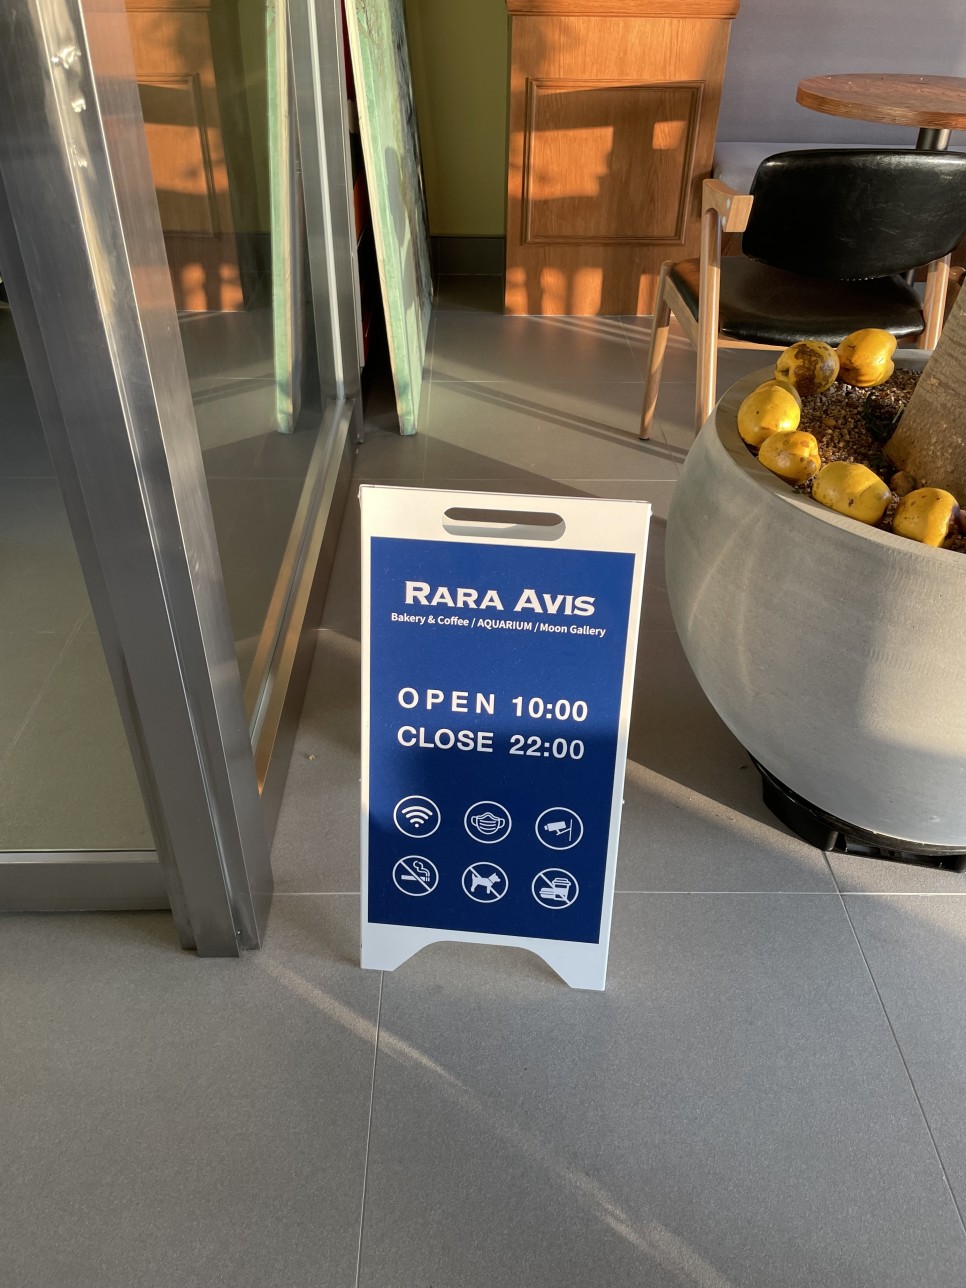 RARA AVIS
Bakery & Coffee / AQUARIUM / Moon Gallery
OPEN 10:00
CLOSE 22:00